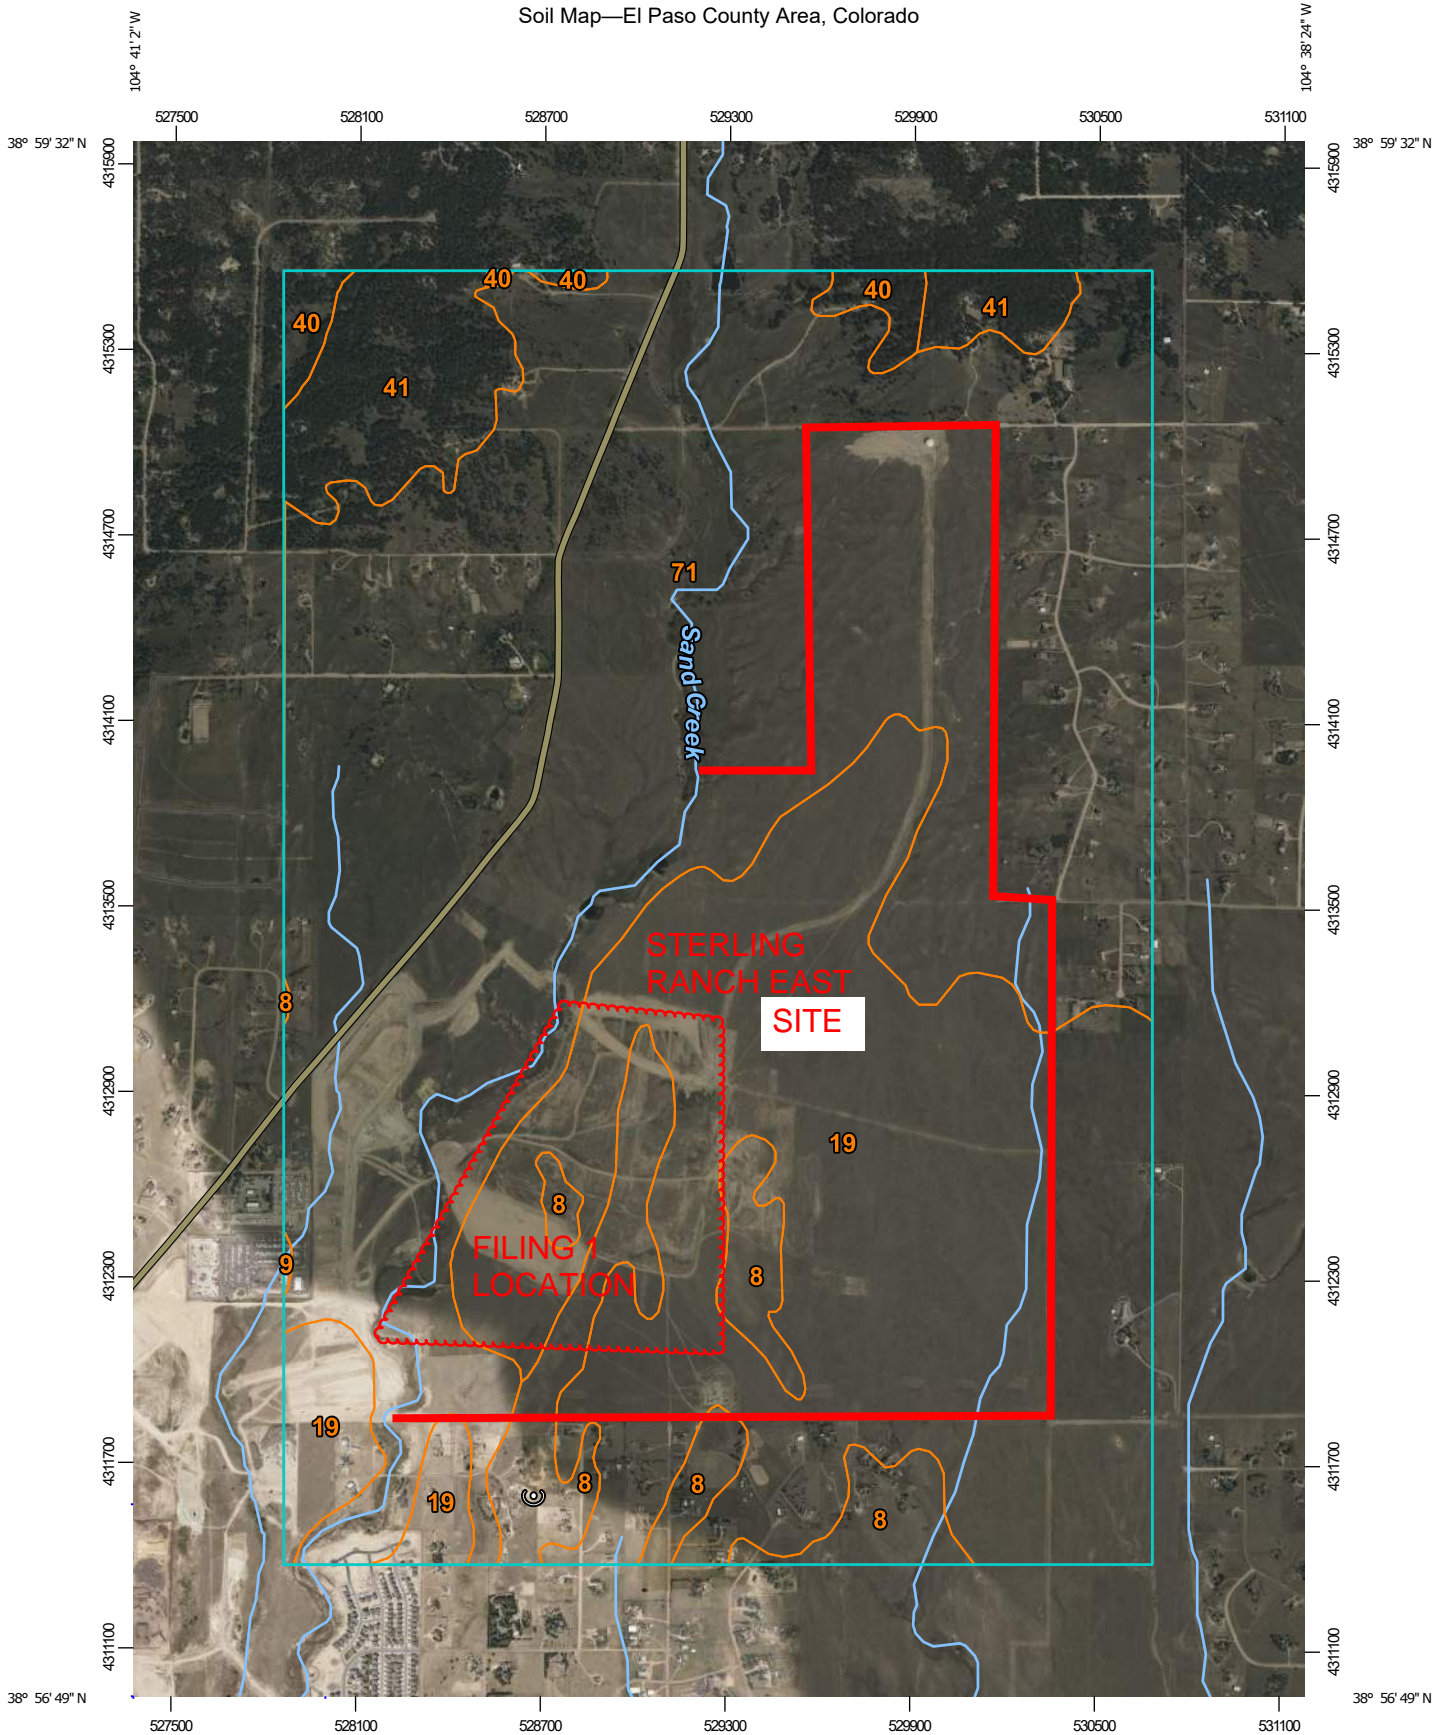 Soil Map—El Paso County Area, Colorado
104° 41' 2'' W
104° 38' 24'' W
527500 528100 528700 529300 529900 530500 531100
38° 59' 32'' N
38° 59' 32'' N
4315900
4315900
40
40
40
40
41
4315300
4315300
41
4314700
4314700
71
Sand Creek
4314100
4314100
4313500
4313500
STERLING
RANCH EAST
SITE
8
4312900
4312900
19
8
FILING 1
LOCATION
9
8
4312300
4312300
19
4311700
4311700
8
8
19
8
4311100
4311100
38° 56' 49'' N
38° 56' 49'' N
527500 528100 528700 529300 529900 530500 531100